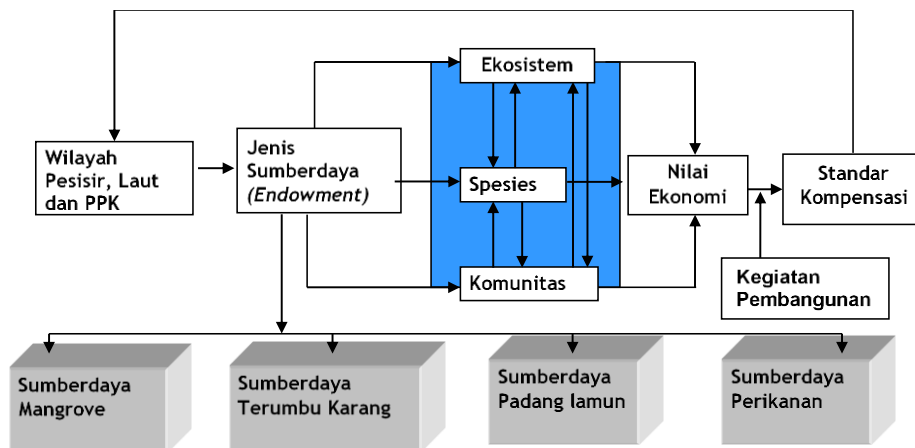 Ekosistem
Wilayah
Pesisir, Laut
dan PPK
Jenis
Sumberdaya
(Endowment)
Spesies
Nilai
Ekonomi
Standar
Kompensasi
Komunitas
Kegiatan
Pembangunan
Sumberdaya
Mangrove
Sumberdaya
Terumbu Karang
Sumberdaya
Padang lamun
Sumberdaya
Perikanan